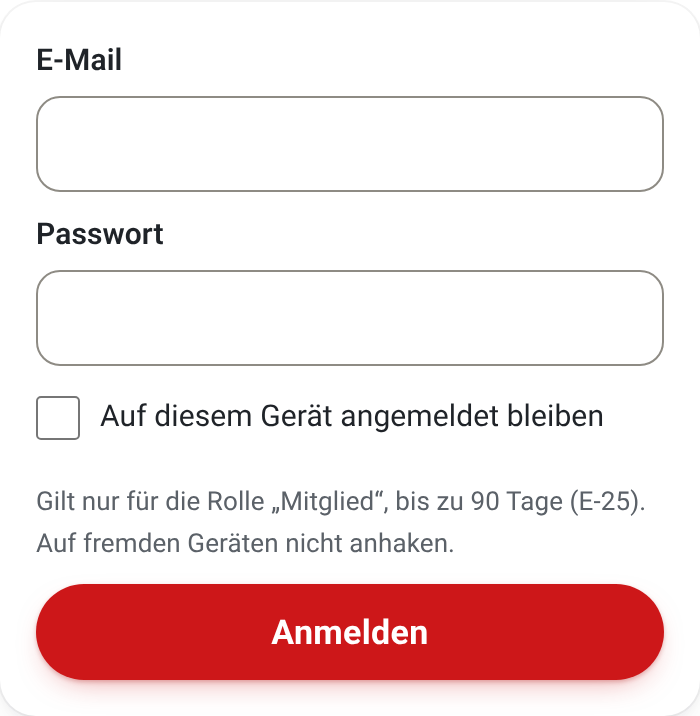 E-Mail
Passwort
Auf diesem Gerät angemeldet bleiben
Gilt nur für die Rolle „Mitglied“, bis zu 90 Tage (E-25).
Auf fremden Geräten nicht anhaken.
Anmelden